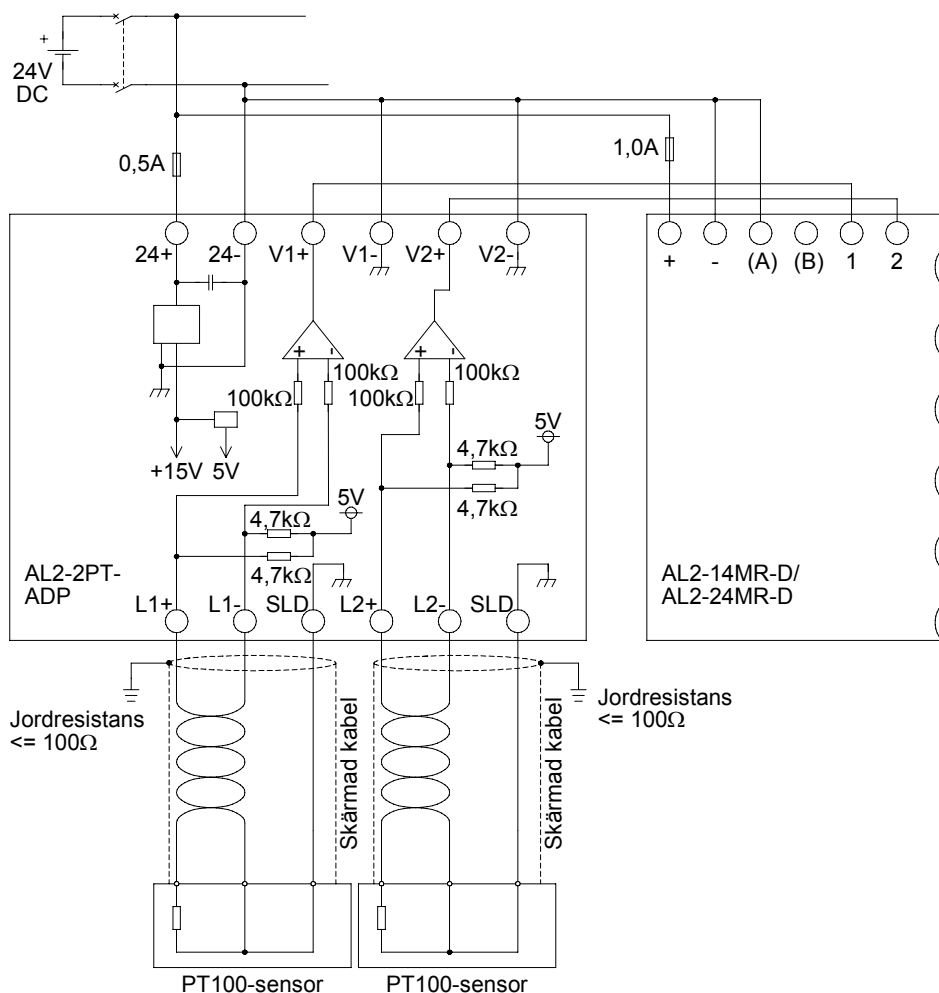 +
24V
DC
0,5A
1,0A
24+ 24- V1+ V1- V2+ V2-
+ - (A) (B) 1 2
+ - + -
100kΩ 100kΩ
100kΩ 100kΩ
5V
4,7kΩ
4,7kΩ
+15V 5V
5V
4,7kΩ
4,7kΩ
AL2-2PT-
ADP
AL2-14MR-D/
AL2-24MR-D
L1+ L1- SLD L2+ L2- SLD
Jordresistans
<= 100Ω
Skärmad kabel
Skärmad kabel
Jordresistans
<= 100Ω
PT100-sensor PT100-sensor